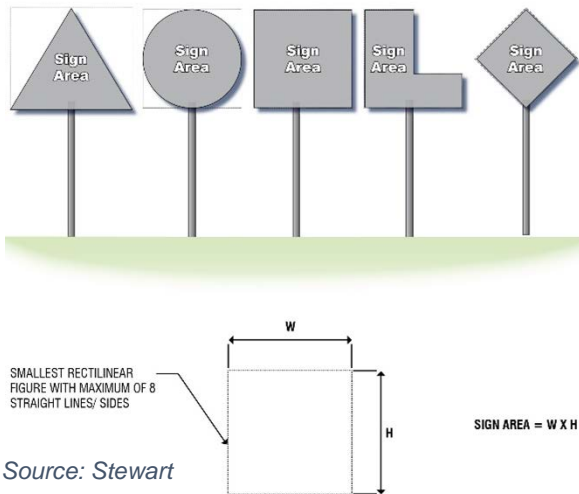 Sign
Area
Sign
Area
Sign
Area
Sign
Area
Sign
Area
W
SMALLEST RECTILINEAR
FIGURE WITH MAXIMUM OF 8
STRAIGHT LINES/ SIDES
H
SIGN AREA = W X H
Source: Stewart